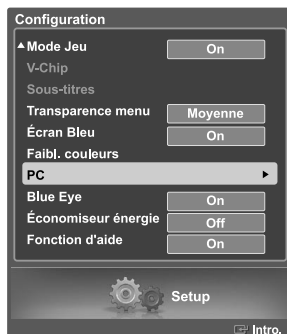 Configuration
Mode Jeu On
V-Chip
Sous-titres
Transparence menu Moyenne
Écran Bleu On
Faibl. couleurs
PC
Blue Eye On
Économiseur énergie Off
Fonction d'aide On
Setup
Intro.